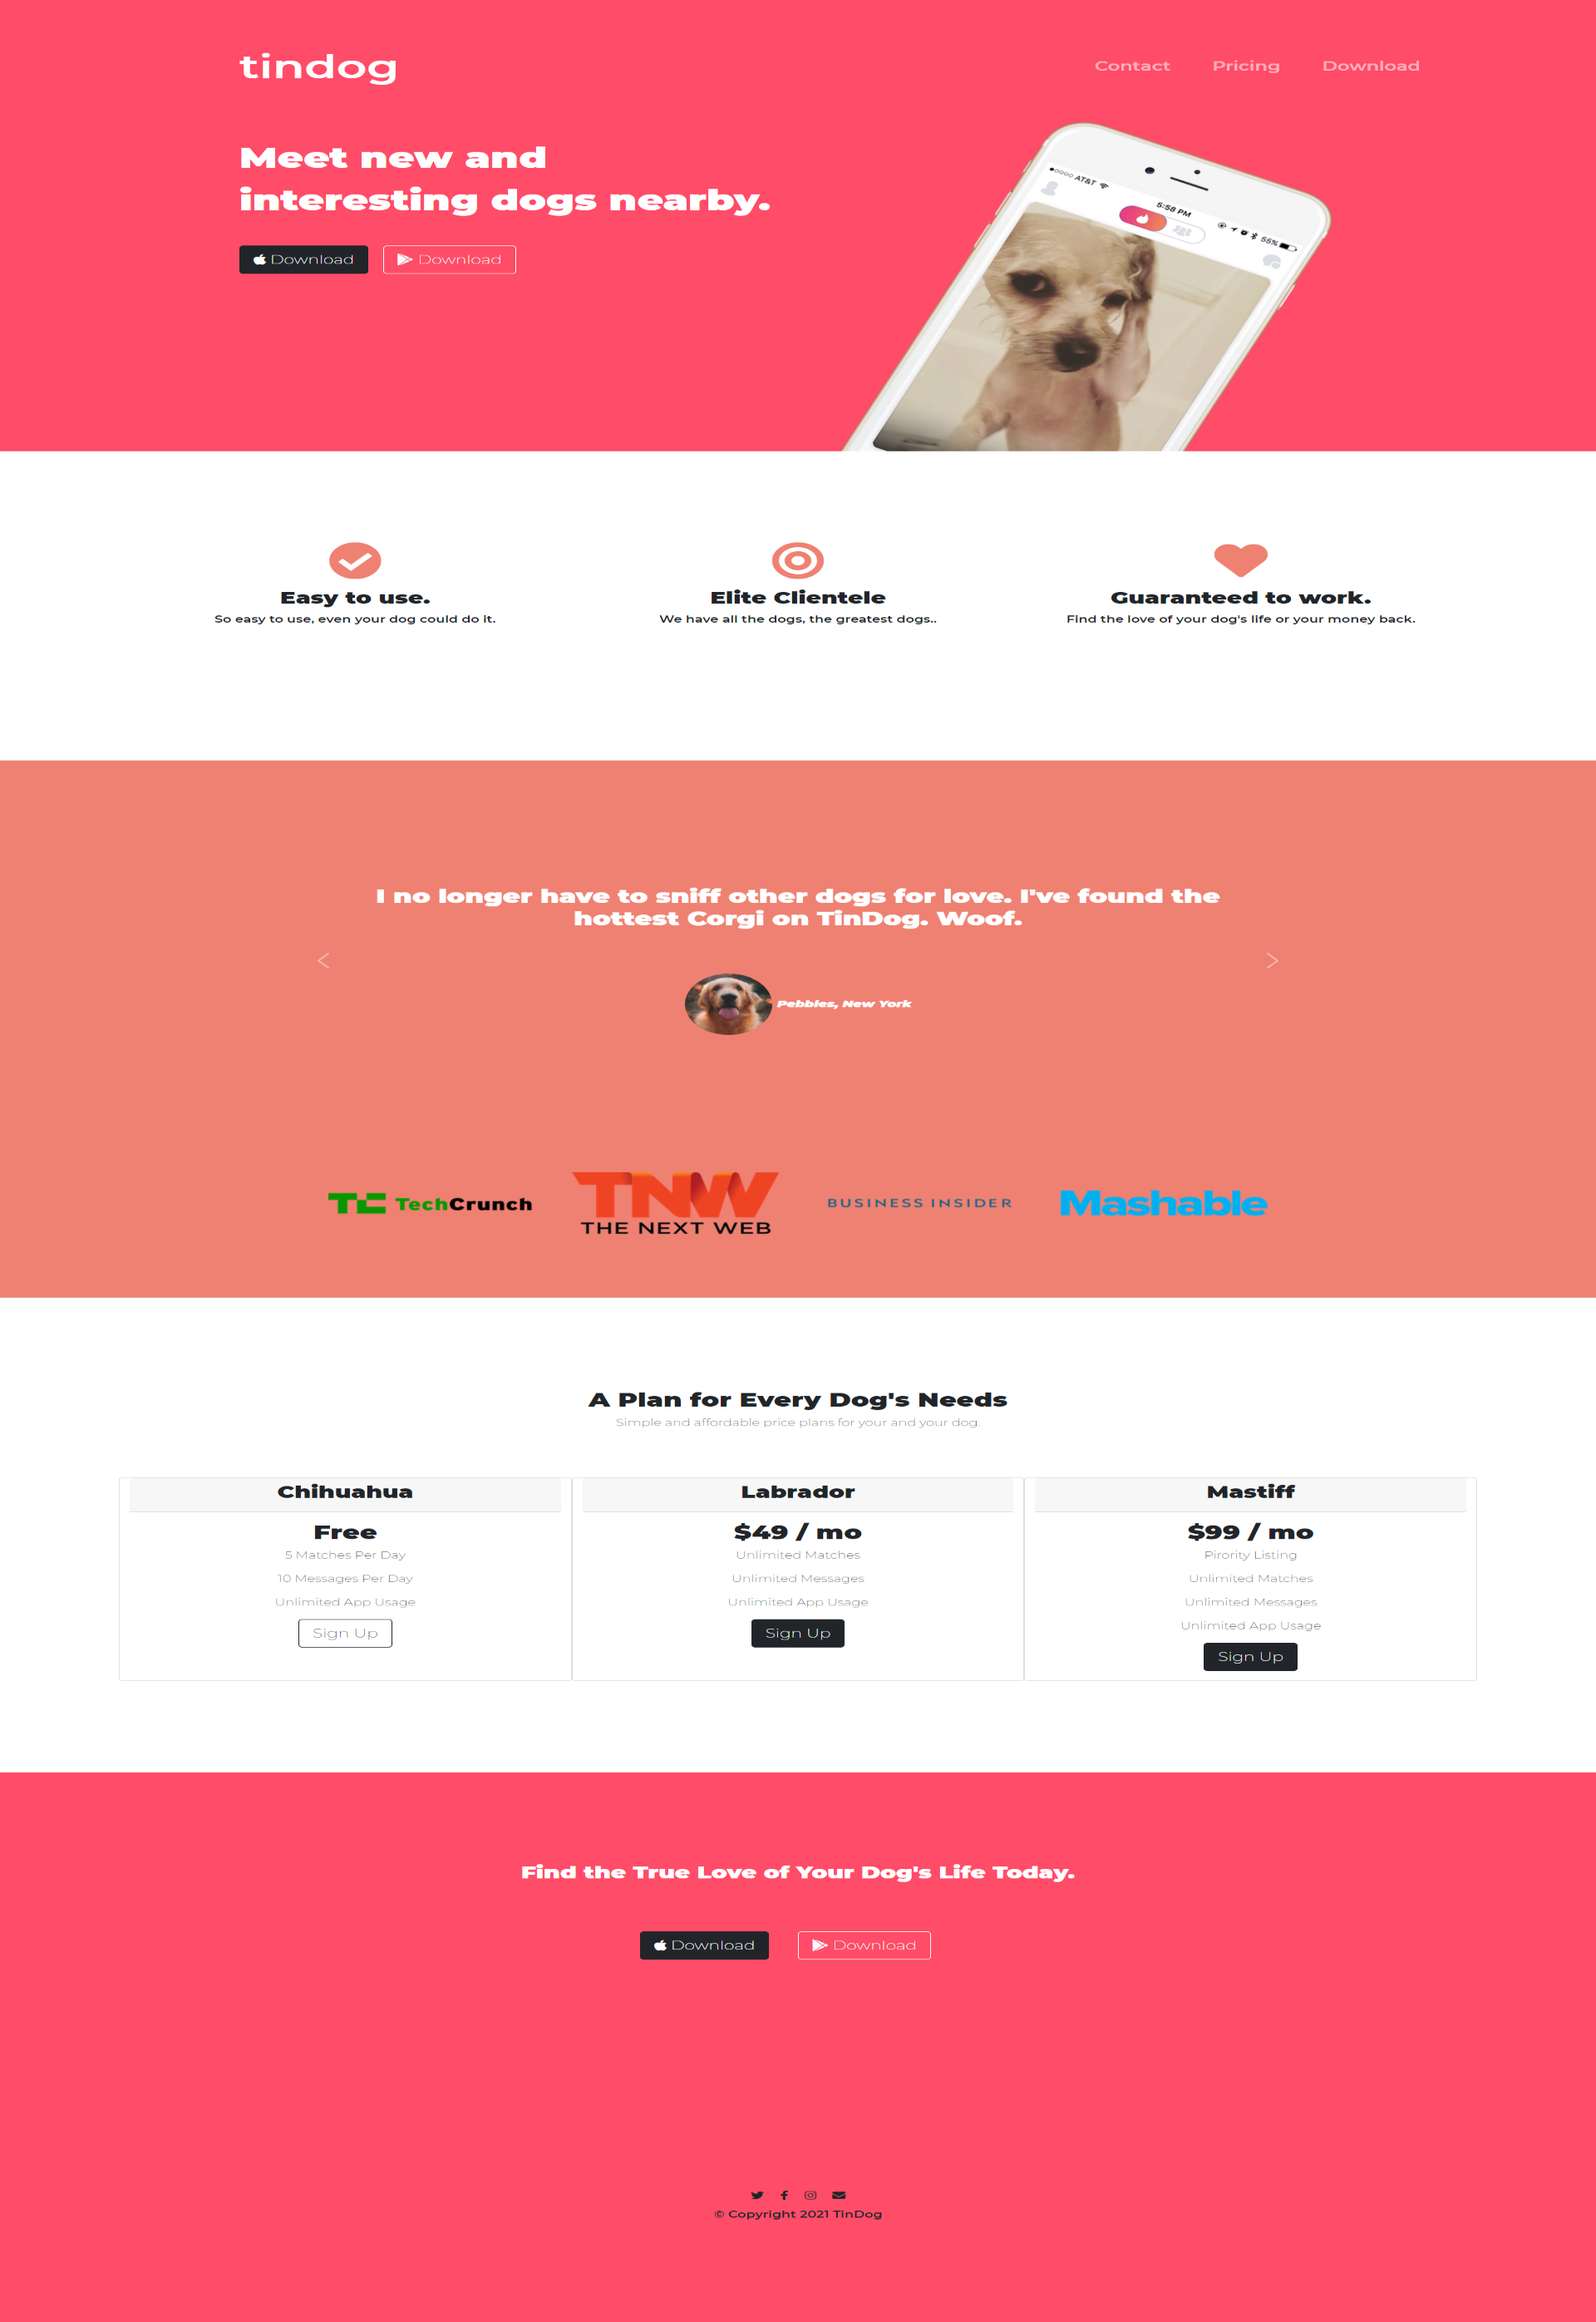 tindog
Contact Pricing Download
Meet new and
interesting dogs nearby.
Download Download
AT&T 5:58 PM 55%
Easy to use.
So easy to use, even your dog could do it.
Elite Clientele
We have all the dogs, the greatest dogs..
Guaranteed to work.
Find the love of your dog's life or your money back.
I no longer have to sniff other dogs for love. I've found the
hottest Corgi on TinDog. Woof.
Pebbles, New York
TC TechCrunch
TNW
THE NEXT WEB
BUSINESS INSIDER
Mashable
A Plan for Every Dog's Needs
Simple and affordable price plans for your and your dog.
Chihuahua
Free
5 Matches Per Day
10 Messages Per Day
Unlimited App Usage
Sign Up
Labrador
$49 / mo
Unlimited Matches
Unlimited Messages
Unlimited App Usage
Sign Up
Mastiff
$99 / mo
Pirority Listing
Unlimited Matches
Unlimited Messages
Unlimited App Usage
Sign Up
Find the True Love of Your Dog's Life Today.
Download Download
© Copyright 2021 TinDog